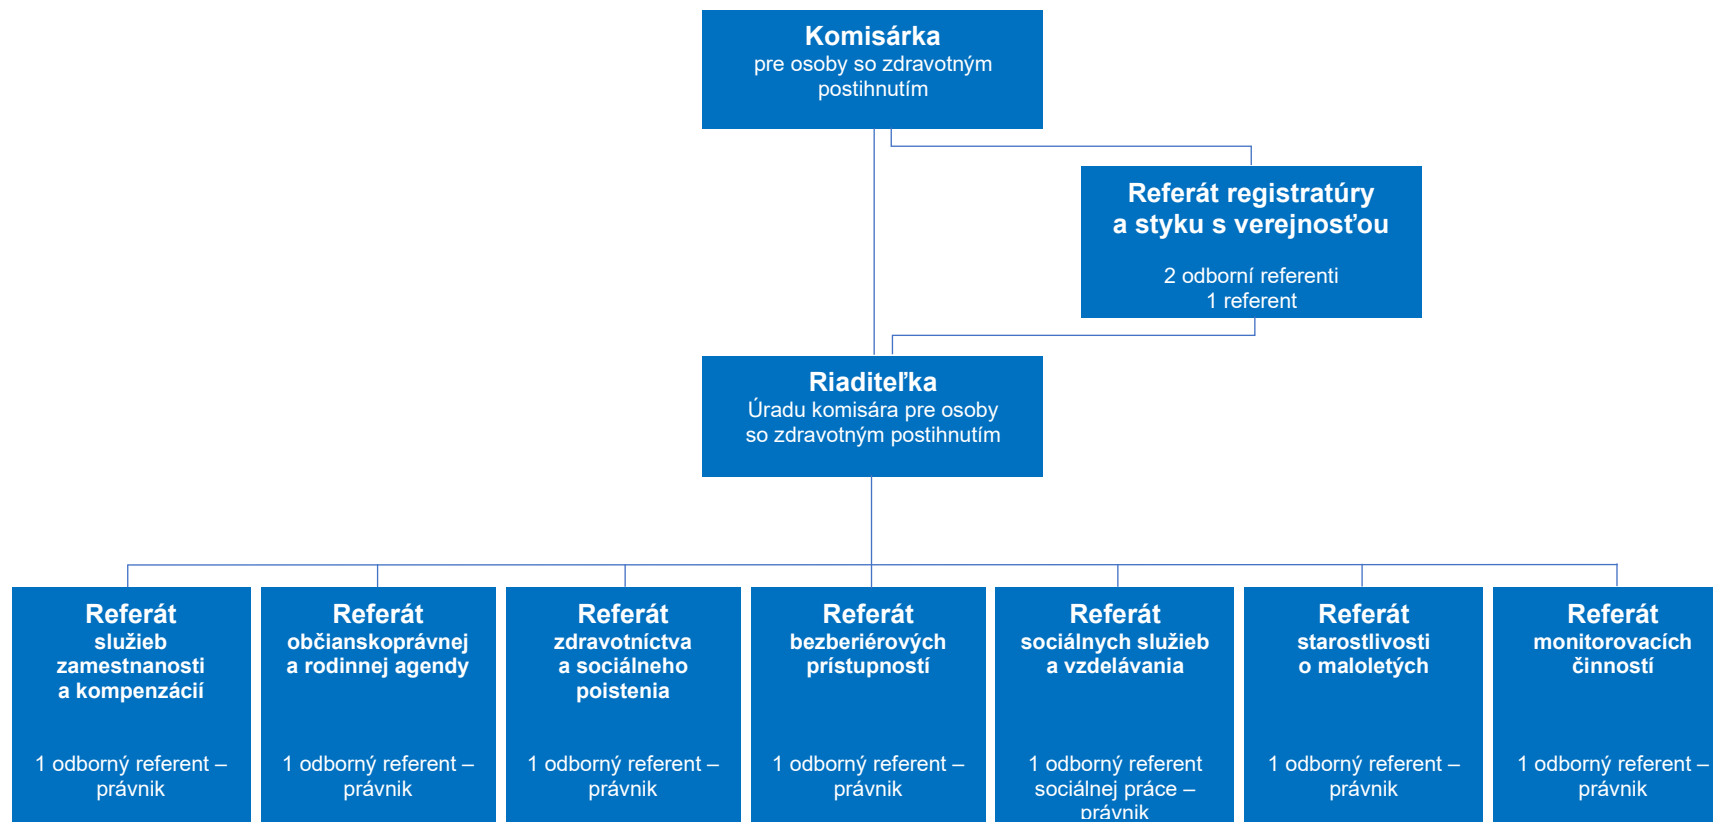 Komisárka
pre osoby so zdravotným
postihnutím
Referát registratúry
a styku s verejnosťou
2 odborní referenti
1 referent
Riaditeľka
Úradu komisára pre osoby
so zdravotným postihnutím
Referát
služieb
zamestnanosti
a kompenzácií
1 odborný referent –
právnik
Referát
občianskoprávnej
a rodinnej agendy
1 odborný referent –
právnik
Referát
zdravotníctva
a sociálneho
poistenia
1 odborný referent –
právnik
Referát
bezberiérových
prístupností
1 odborný referent –
právnik
Referát
sociálnych služieb
a vzdelávania
1 odborný referent
sociálnej práce –
právnik
Referát
starostlivosti
o maloletých
1 odborný referent –
právnik
Referát
monitorovacích
činností
1 odborný referent –
právnik